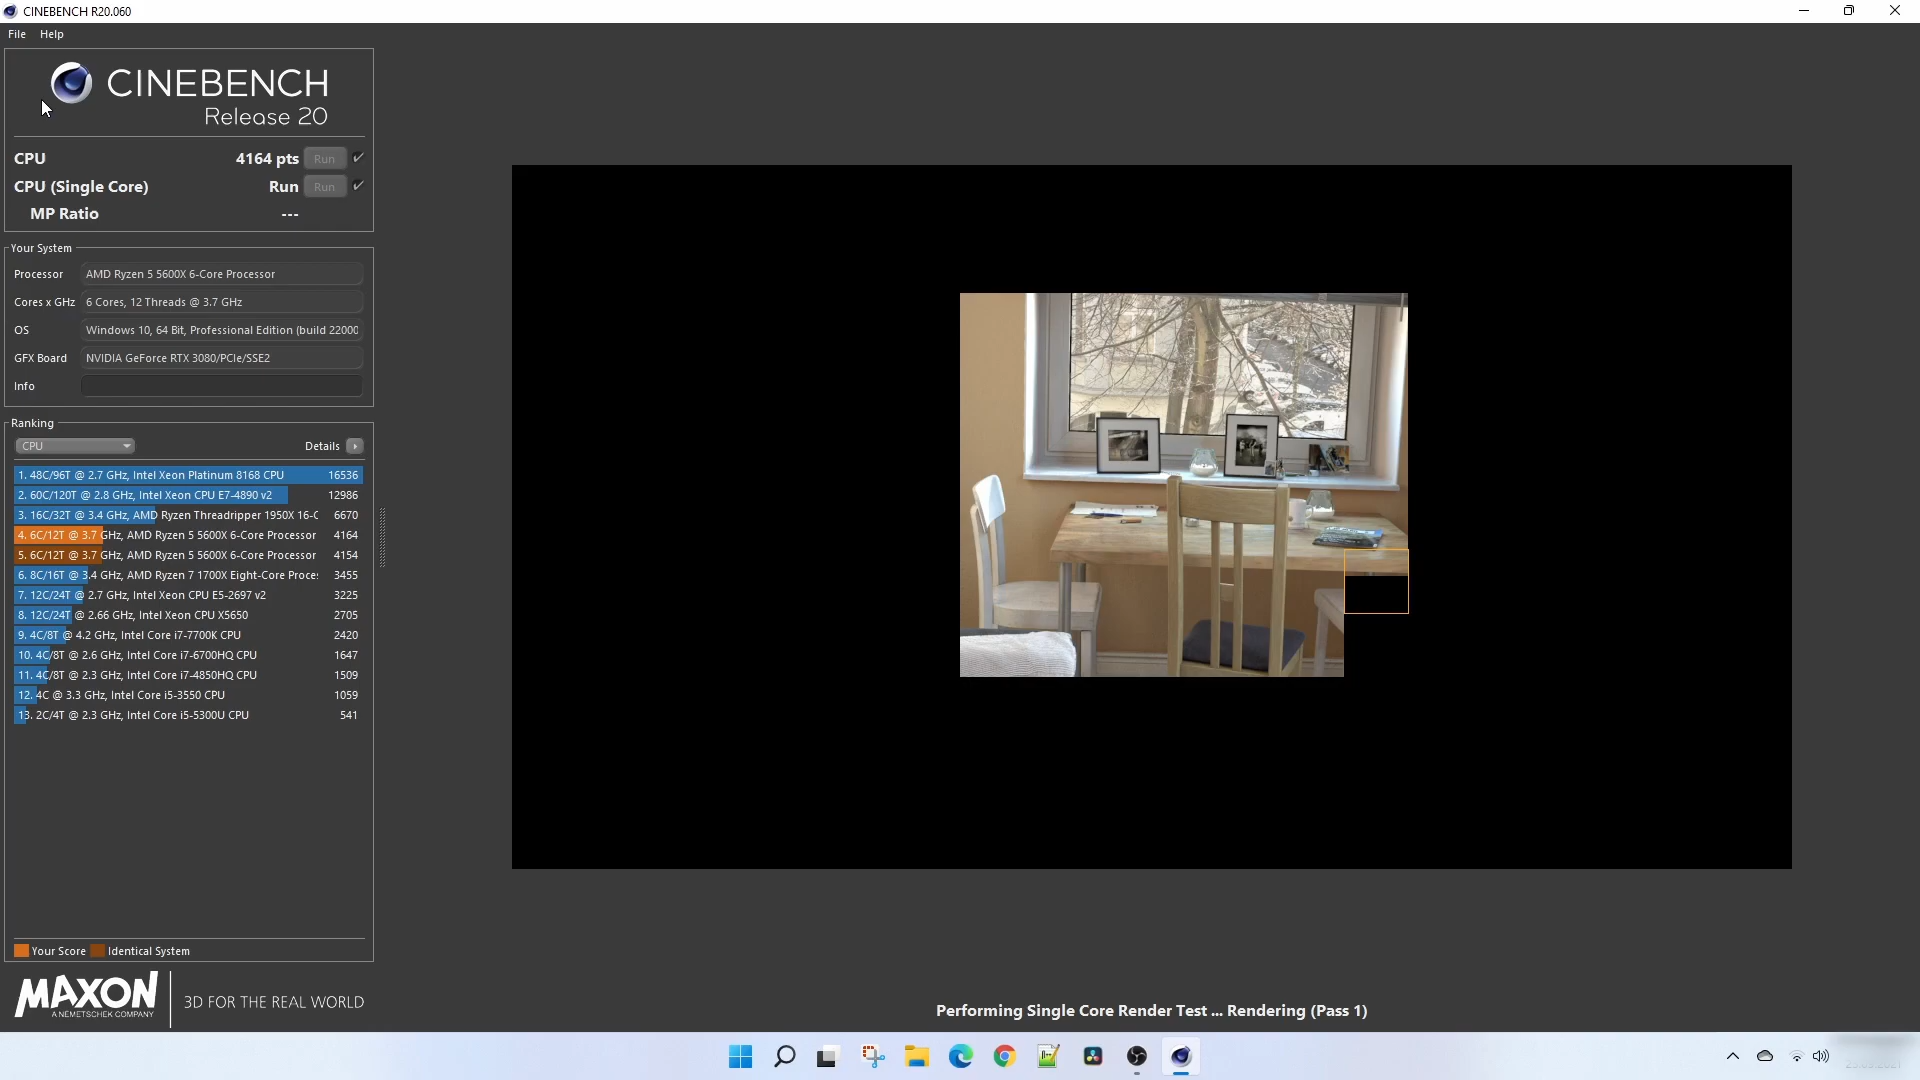 CINEBENCH R20.060
File Help
CINEBENCH
Release 20
CPU 4164 pts Run
CPU (Single Core) Run Run
MP Ratio ---
Your System
Processor AMD Ryzen 5 5600X 6-Core Processor
Cores x GHz 6 Cores, 12 Threads @ 3.7 GHz
OS Windows 10, 64 Bit, Professional Edition (build 22000
GFX Board NVIDIA GeForce RTX 3080/PCIe/SSE2
Info
Ranking
CPU Details
1. 48C/96T @ 2.7 GHz, Intel Xeon Platinum 8168 CPU 16536
2. 60C/120T @ 2.8 GHz, Intel Xeon CPU E7-4890 v2 12986
3. 16C/32T @ 3.4 GHz, AMD Ryzen Threadripper 1950X 16-C 6670
4. 6C/12T @ 3.7 GHz, AMD Ryzen 5 5600X 6-Core Processor 4164
5. 6C/12T @ 3.7 GHz, AMD Ryzen 5 5600X 6-Core Processor 4154
6. 8C/16T @ 3.4 GHz, AMD Ryzen 7 1700X Eight-Core Proce: 3455
7. 12C/24T @ 2.7 GHz, Intel Xeon CPU E5-2697 v2 3225
8. 12C/24T @ 2.66 GHz, Intel Xeon CPU X5650 2705
9. 4C/8T @ 4.2 GHz, Intel Core i7-7700K CPU 2420
10. 4C/8T @ 2.6 GHz, Intel Core i7-6700HQ CPU 1647
11. 4C/8T @ 2.3 GHz, Intel Core i7-4850HQ CPU 1509
12. 4C @ 3.3 GHz, Intel Core i5-3550 CPU 1059
13. 2C/4T @ 2.3 GHz, Intel Core i5-5300U CPU 541
Your Score Identical System
MAXON
A NEMETSCHEK COMPANY
3D FOR THE REAL WORLD
Performing Single Core Render Test ... Rendering (Pass 1)